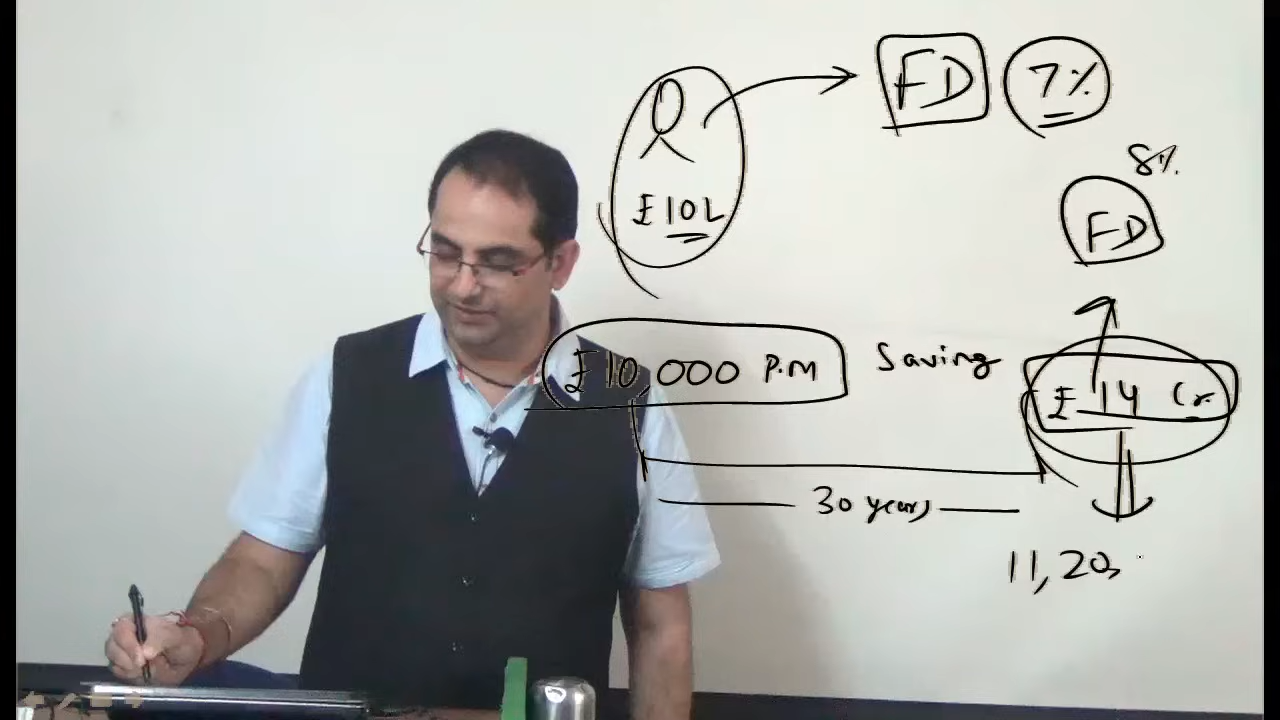 FD 7%
8%
₹10L
FD
₹10,000 P.M Saving ₹14 Cr.
30 years
11,20,